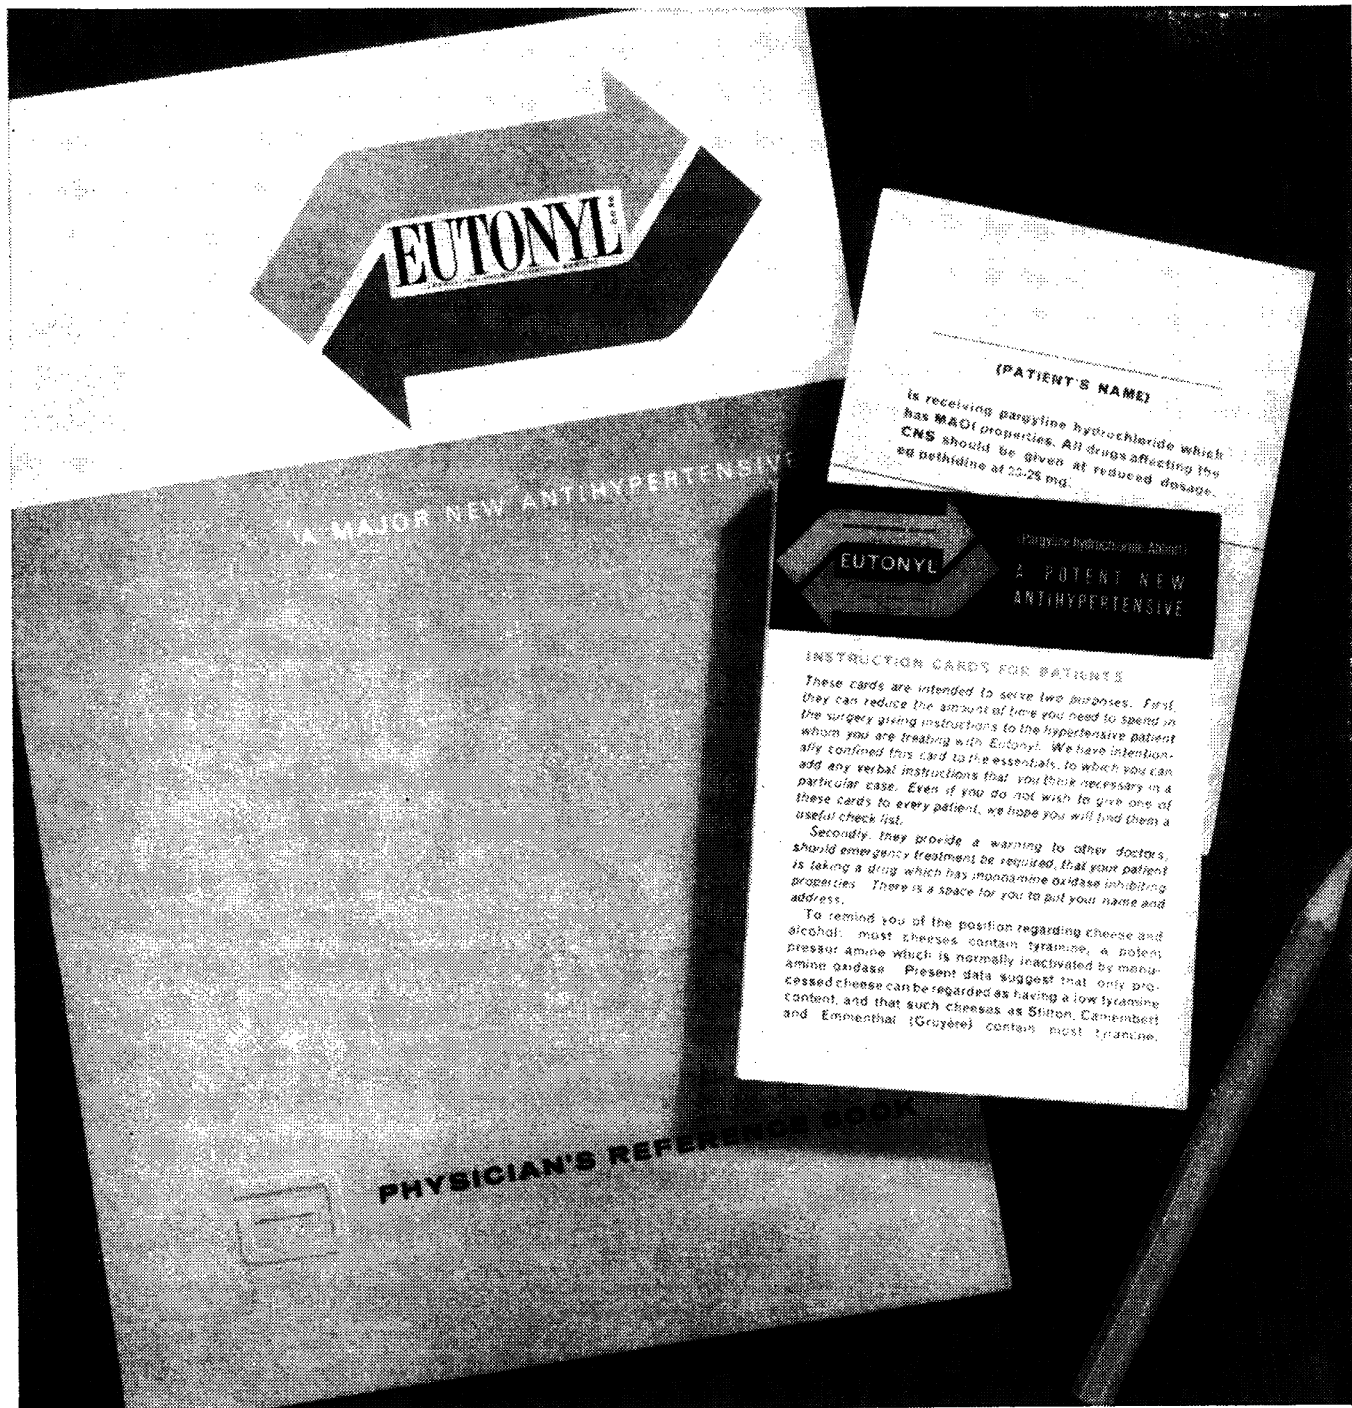 EUTONYL
"A MAJOR NEW ANTIHYPERTENSIVE
PHYSICIAN'S REFERENCE BOOK
(PATIENT'S NAME)
is receiving pargyline hydrochloride which
has MAOI properties. All drugs affecting the
CNS should be given at reduced dosage,
eg pethidine at mg.
EUTONYL
(Pargyline hydrochloride, Abbott)
A POTENT NEW
ANTIHYPERTENSIVE
INSTRUCTION CARDS FOR PATIENTS
These cards are intended to serve two purposes. First,
they can reduce the amount of time you need to spend in
the surgery giving instructions to the hypertensive patient
whom you are treating with Eutonyl. We have intention-
ally confined this card to the essentials, to which you can
add any verbal instructions that you think necessary in a
particular case. Even if you do not wish to give one of
these cards to every patient, we hope you will find them a
useful check list.
Secondly, they provide a warning to other doctors,
should emergency treatment be required, that your patient
is taking a drug which has monoamine oxidase inhibiting
properties. There is a space for you to put your name and
address.
To remind you of the position regarding cheese and
alcohol: most cheeses contain tyramine, a potent
pressor amine which is normally inactivated by mono-
amine oxidase. Present data suggest that only pro-
cessed cheese can be regarded as having a low tyramine
content, and that such cheeses as Stilton, Camembert
and Emmenthal (Gruyère) contain most tyramine.